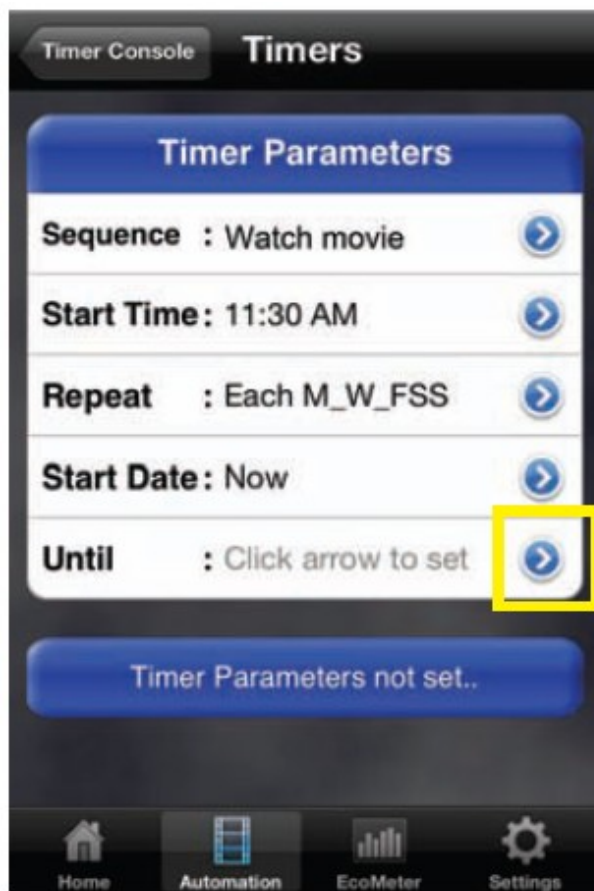 Timer Console Timers
Timer Parameters
Sequence : Watch movie
Start Time: 11:30 AM
Repeat : Each M_W_FSS
Start Date: Now
Until : Click arrow to set
Timer Parameters not set..
Home Automation EcoMeter Settings